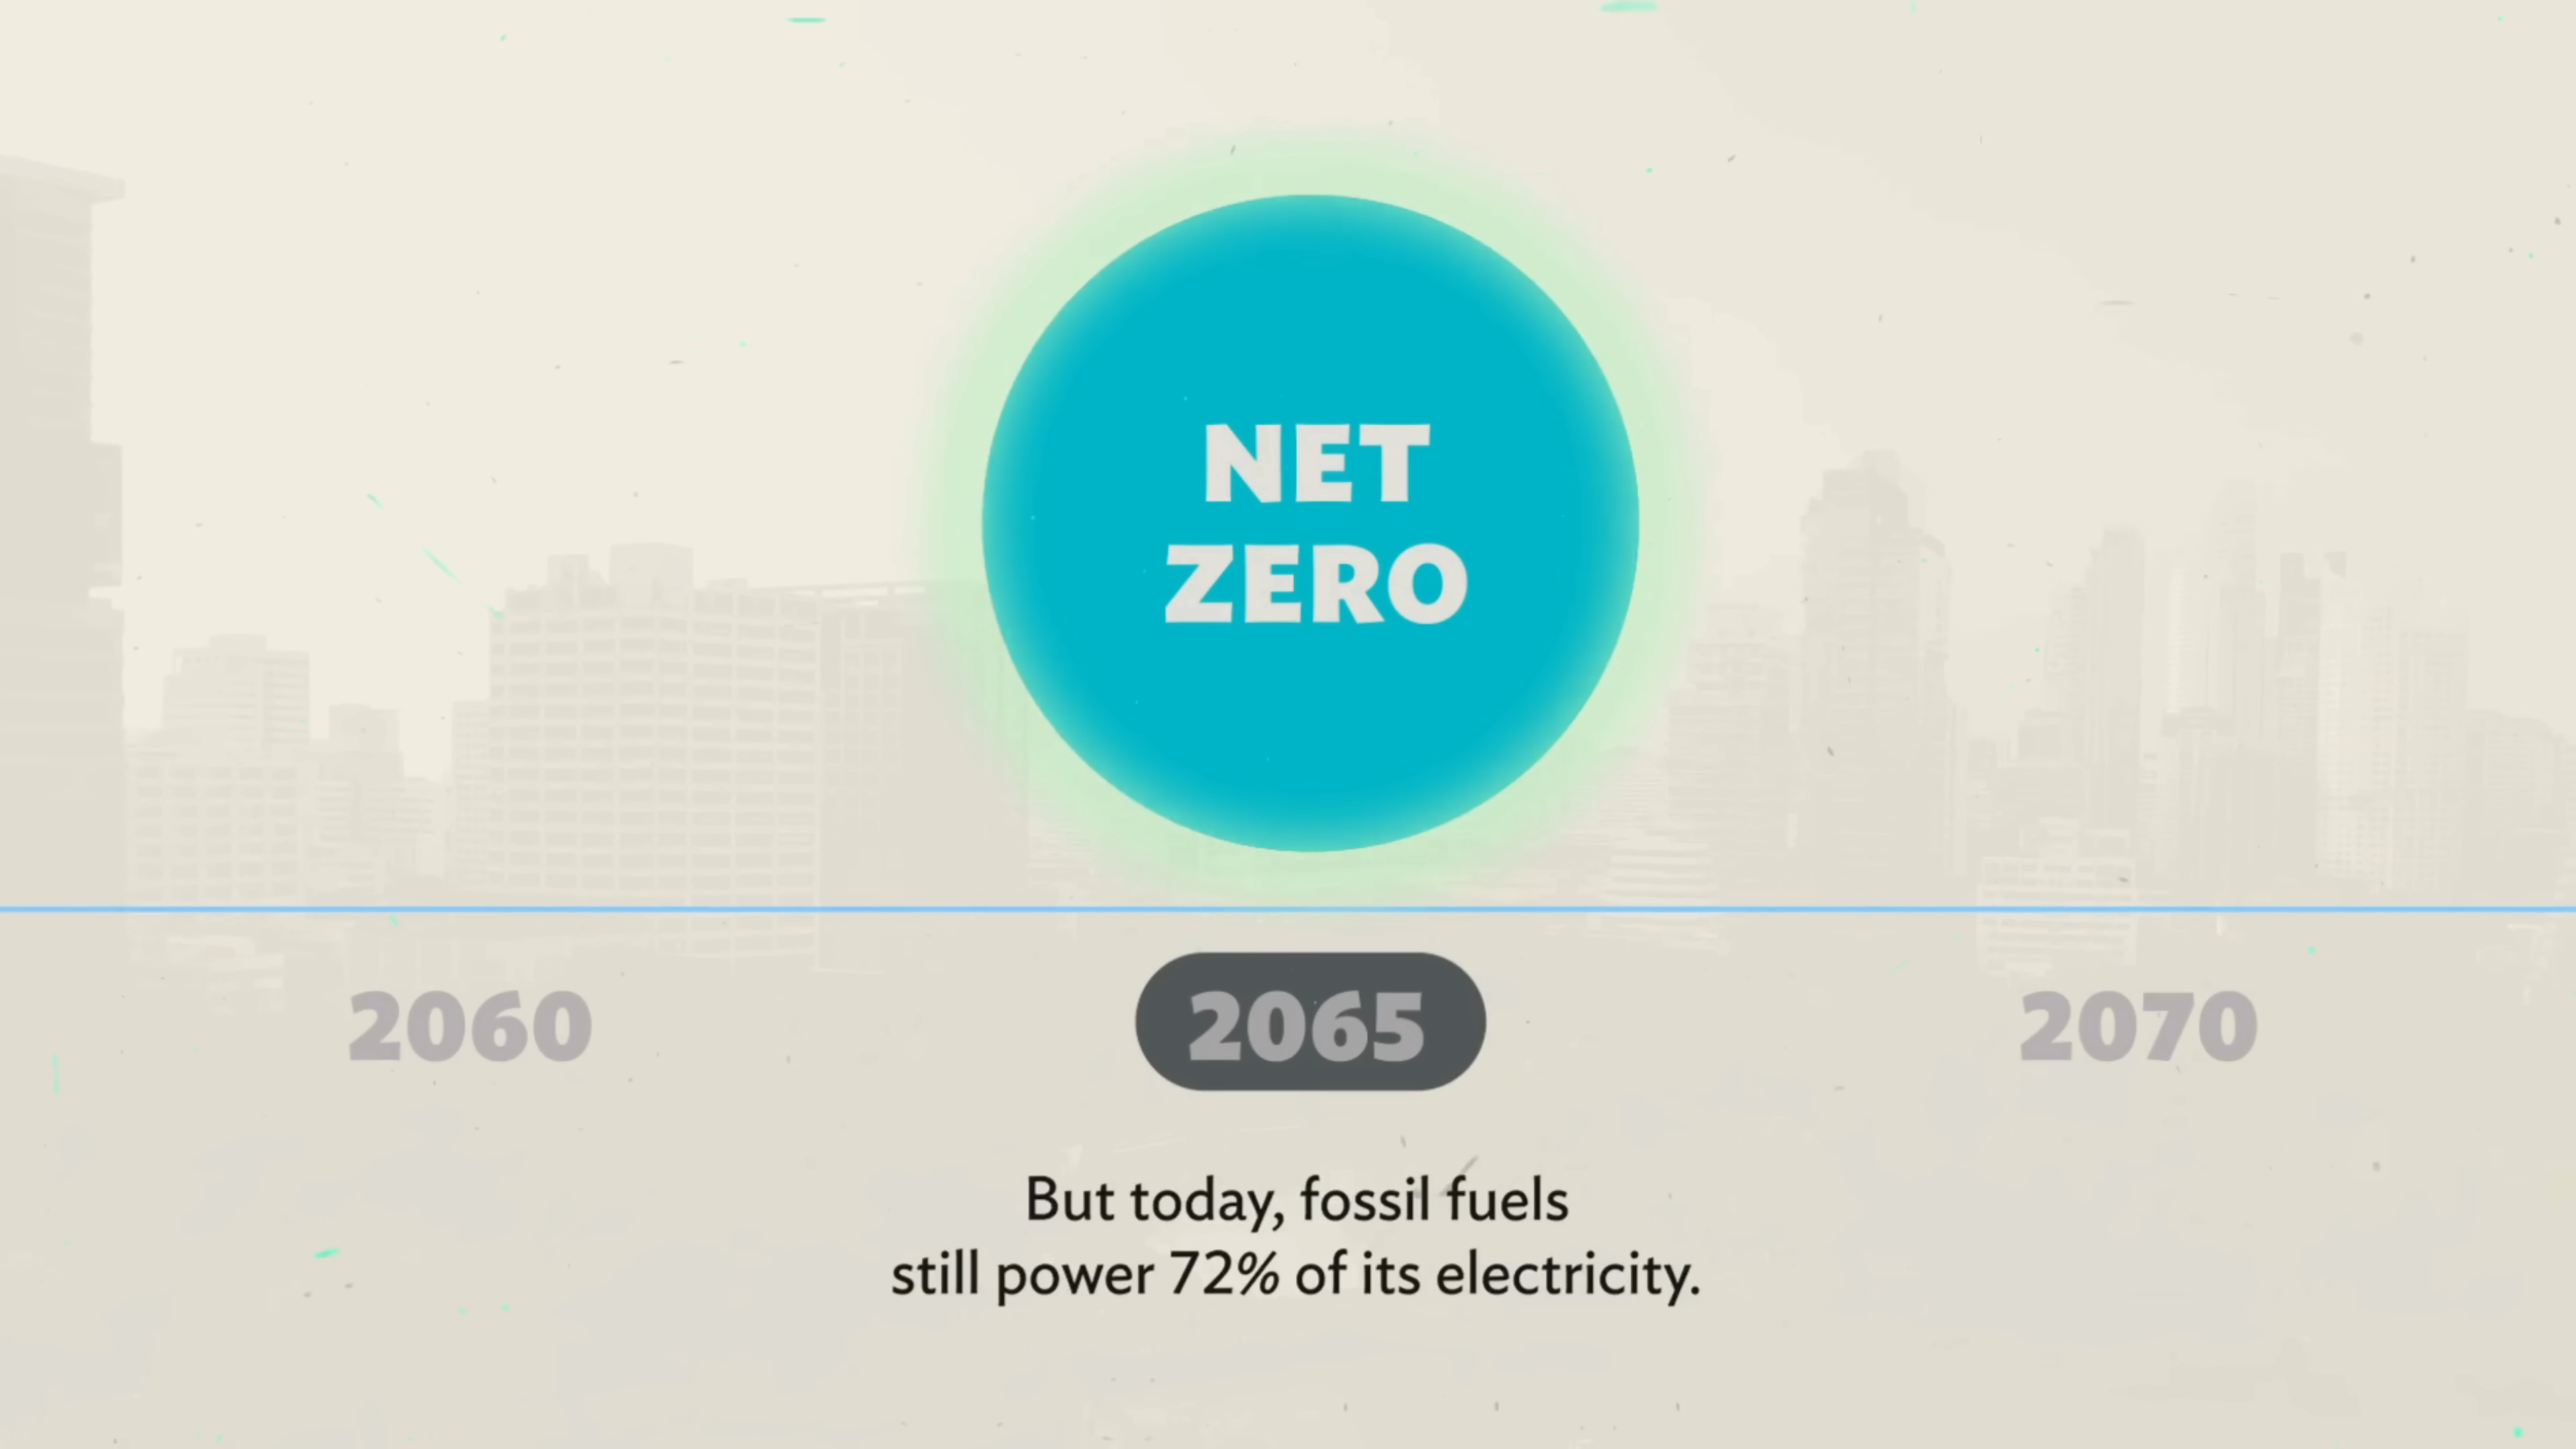 NET
ZERO
2060
2065
2070
But today, fossil fuels
still power 72% of its electricity.